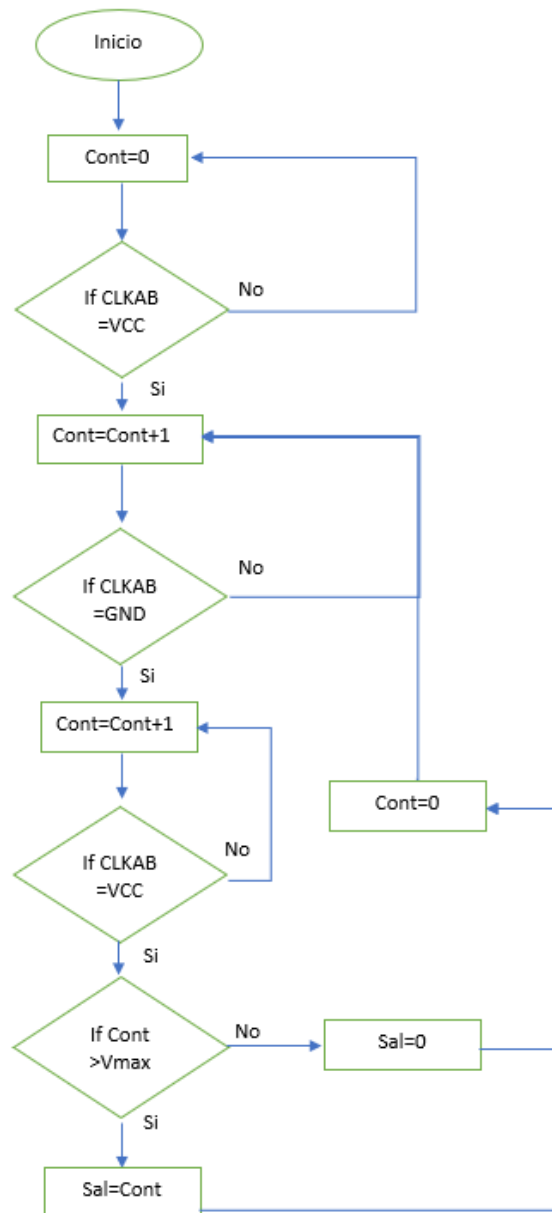 Inicio
Cont=0
If CLKAB
=VCC
No
Si
Cont=Cont+1
If CLKAB
=GND
No
Si
Cont=Cont+1
Cont=0
If CLKAB
=VCC
No
Si
If Cont
>Vmax
No
Sal=0
Si
Sal=Cont